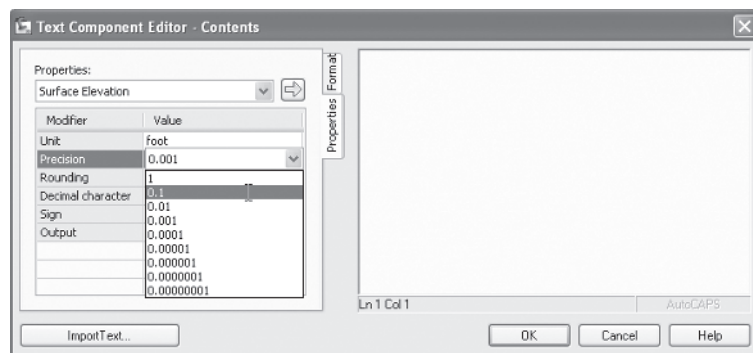 Text Component Editor - Contents
Properties:
Surface Elevation
Modifier Value
Unit foot
Precision 0.001
Rounding
Decimal character
Sign
Output
1
0.1
0.01
0.001
0.0001
0.00001
0.000001
0.0000001
0.00000001
Format
Properties
Ln 1 Col 1
AutoCAPS
ImportText...
OK
Cancel
Help